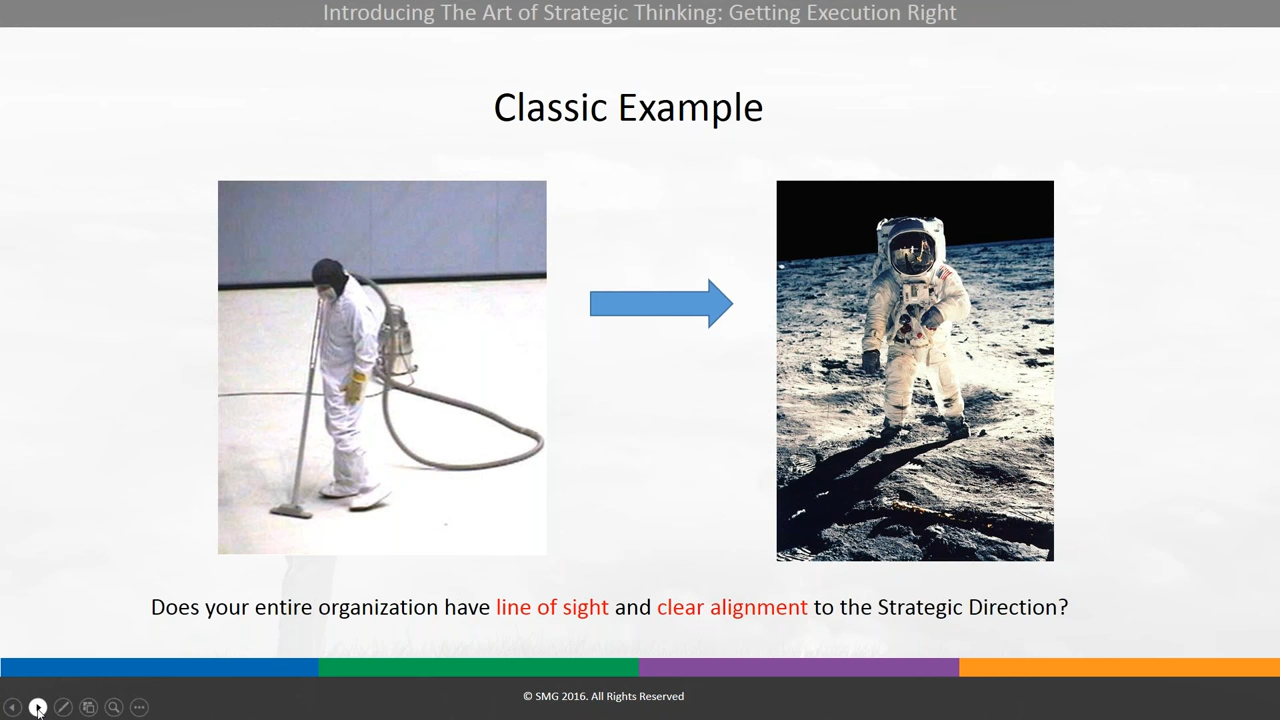 Introducing The Art of Strategic Thinking: Getting Execution Right
Classic Example
Does your entire organization have line of sight and clear alignment to the Strategic Direction?
© SMG 2016. All Rights Reserved